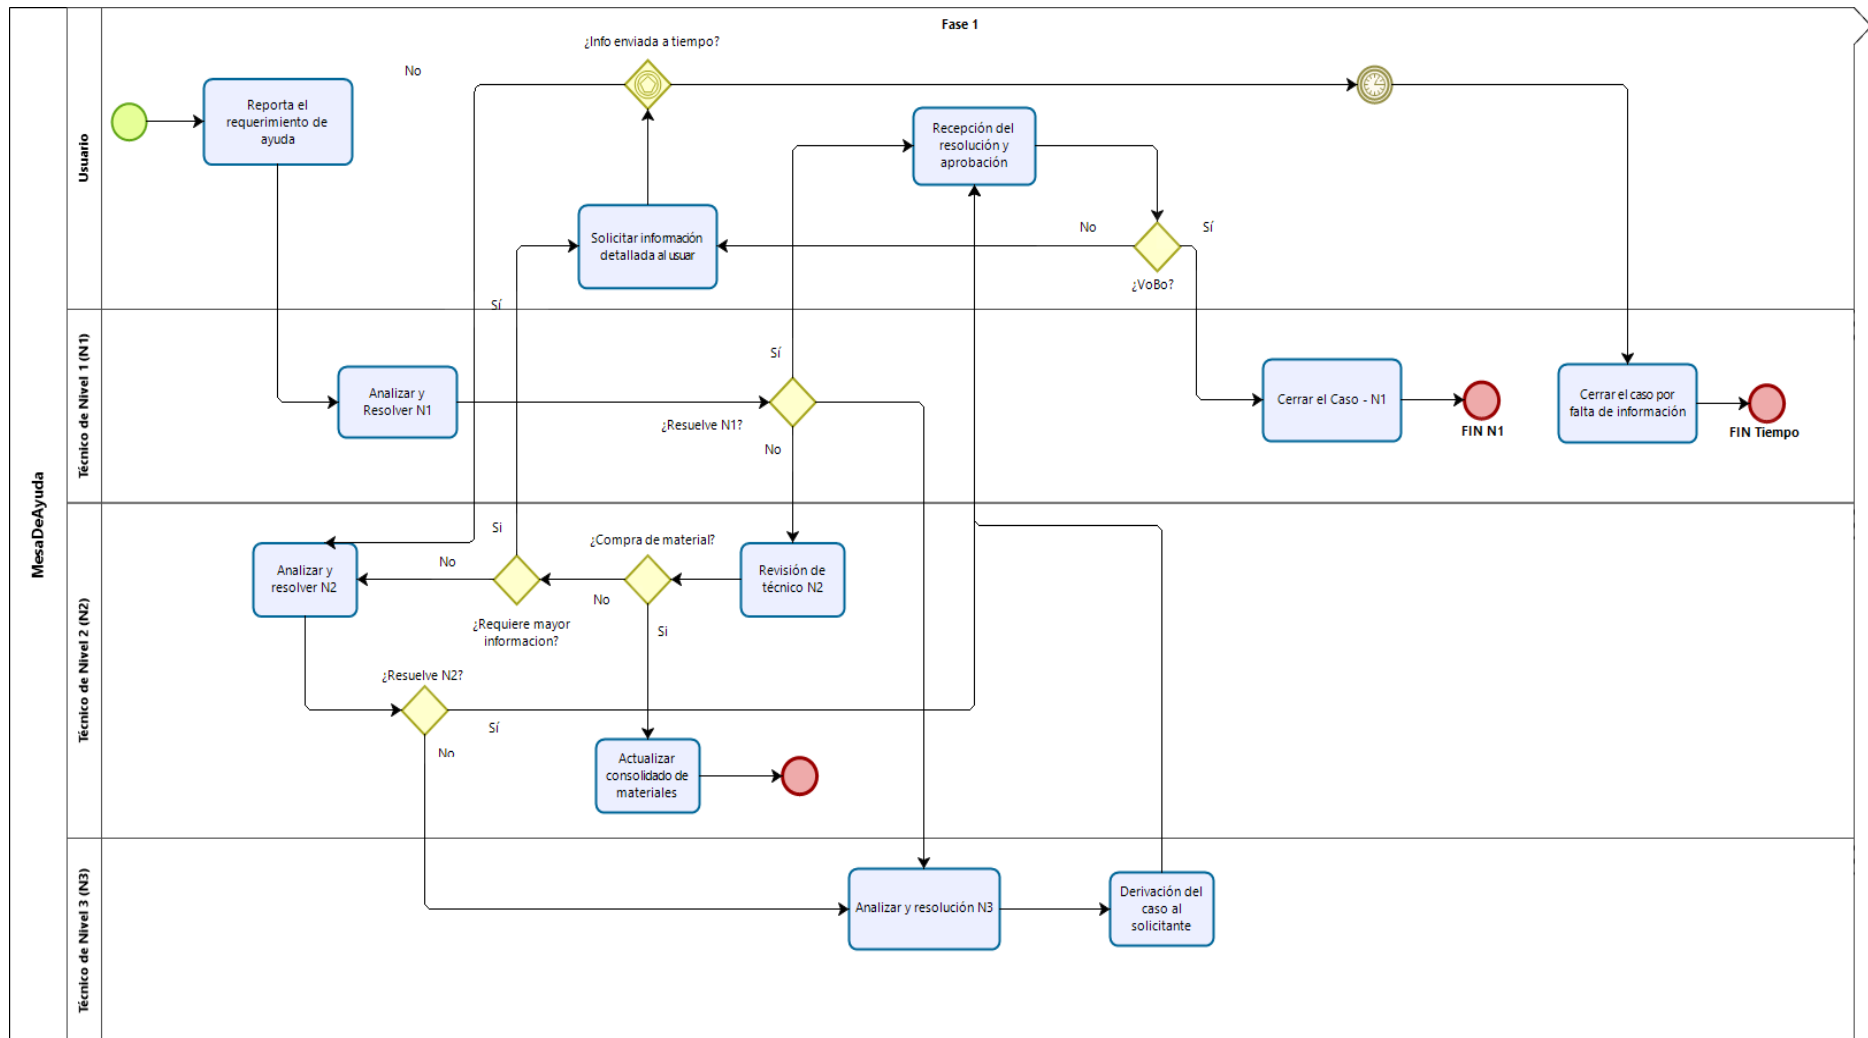 MesaDeAyuda
Fase 1
Usuario
Reporta el
requerimiento de
ayuda
No
¿Info enviada a tiempo?
Solicitar información
detallada al usuar
Recepción del
resolución y
aprobación
No
Sí
¿VoBo?
Sí
Técnico de Nivel 1 (N1)
Analizar y
Resolver N1
Sí
¿Resuelve N1?
No
Cerrar el Caso - N1
FIN N1
Cerrar el caso por
falta de información
FIN Tiempo
Técnico de Nivel 2 (N2)
Analizar y
resolver N2
Si
No
¿Requiere mayor
informacion?
¿Compra de material?
No
Si
Revisión de
técnico N2
¿Resuelve N2?
Sí
No
Actualizar
consolidado de
materiales
Técnico de Nivel 3 (N3)
Analizar y resolución N3
Derivación del
caso al
solicitante